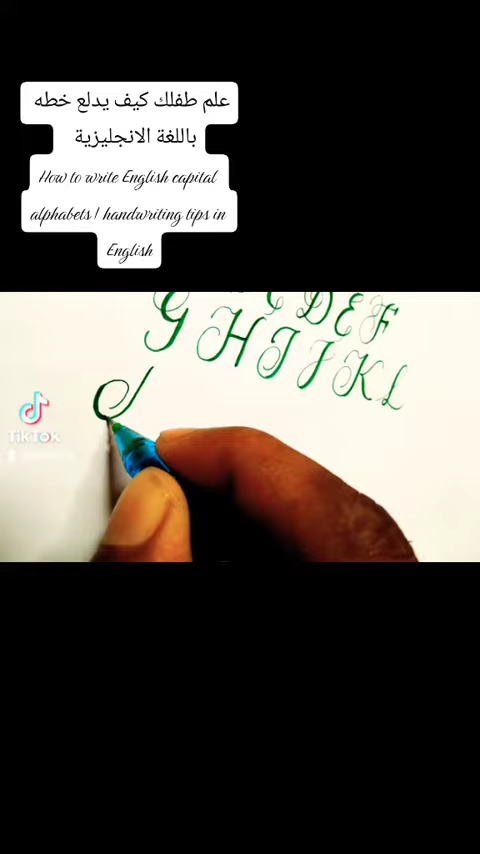 علم طفلك كيف يدلع خطه
باللغة الانجليزية
How to write English capital
alphabets | handwriting tips in
English
D E F
G H I J K L
TikTok